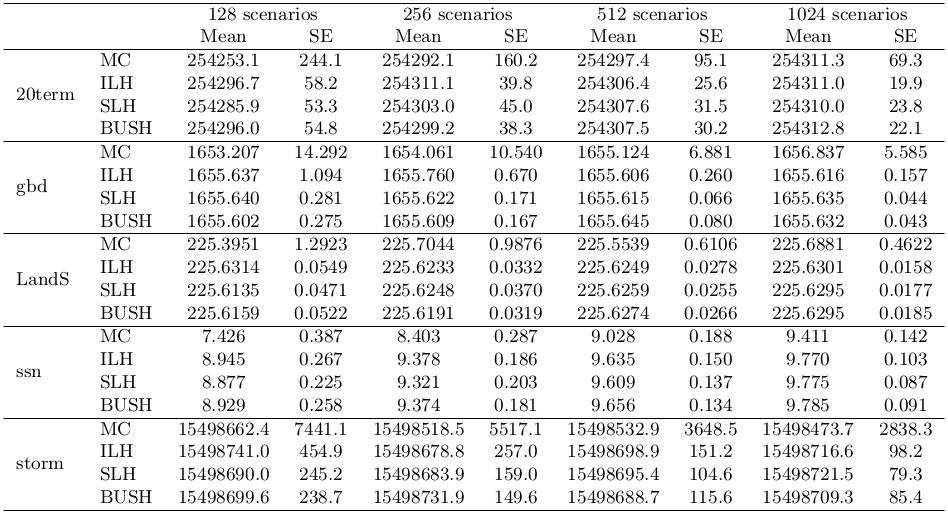 128 scenarios 256 scenarios 512 scenarios 1024 scenarios
Mean SE Mean SE Mean SE Mean SE
MC 254253.1 244.1 254292.1 160.2 254297.4 95.1 254311.3 69.3
20term
ILH 254296.7 58.2 254311.1 39.8 254306.4 25.6 254311.0 19.9
SLH 254285.9 53.3 254303.0 45.0 254307.6 31.5 254310.0 23.8
BUSH 254296.0 54.8 254299.2 38.3 254307.5 30.2 254312.8 22.1
MC 1653.207 14.292 1654.061 10.540 1655.124 6.881 1656.837 5.585
gbd
ILH 1655.637 1.094 1655.760 0.670 1655.606 0.260 1655.616 0.157
SLH 1655.640 0.281 1655.622 0.171 1655.615 0.066 1655.635 0.044
BUSH 1655.602 0.275 1655.609 0.167 1655.645 0.080 1655.632 0.043
MC 225.3951 1.2923 225.7044 0.9876 225.5539 0.6106 225.6881 0.4622
LandS
ILH 225.6314 0.0549 225.6233 0.0332 225.6249 0.0278 225.6301 0.0158
SLH 225.6135 0.0471 225.6248 0.0370 225.6259 0.0255 225.6295 0.0177
BUSH 225.6159 0.0522 225.6191 0.0319 225.6274 0.0266 225.6295 0.0185
MC 7.426 0.387 8.403 0.287 9.028 0.188 9.411 0.142
ssn
ILH 8.945 0.267 9.378 0.186 9.635 0.150 9.770 0.103
SLH 8.877 0.225 9.321 0.203 9.609 0.137 9.775 0.087
BUSH 8.929 0.258 9.374 0.181 9.656 0.134 9.785 0.091
MC 15498662.4 7441.1 15498518.5 5517.1 15498532.9 3648.5 15498473.7 2838.3
storm
ILH 15498741.0 454.9 15498678.8 257.0 15498698.9 151.2 15498716.6 98.2
SLH 15498690.0 245.2 15498683.9 159.0 15498695.4 104.6 15498721.5 79.3
BUSH 15498699.6 238.7 15498731.9 149.6 15498688.7 115.6 15498709.3 85.4